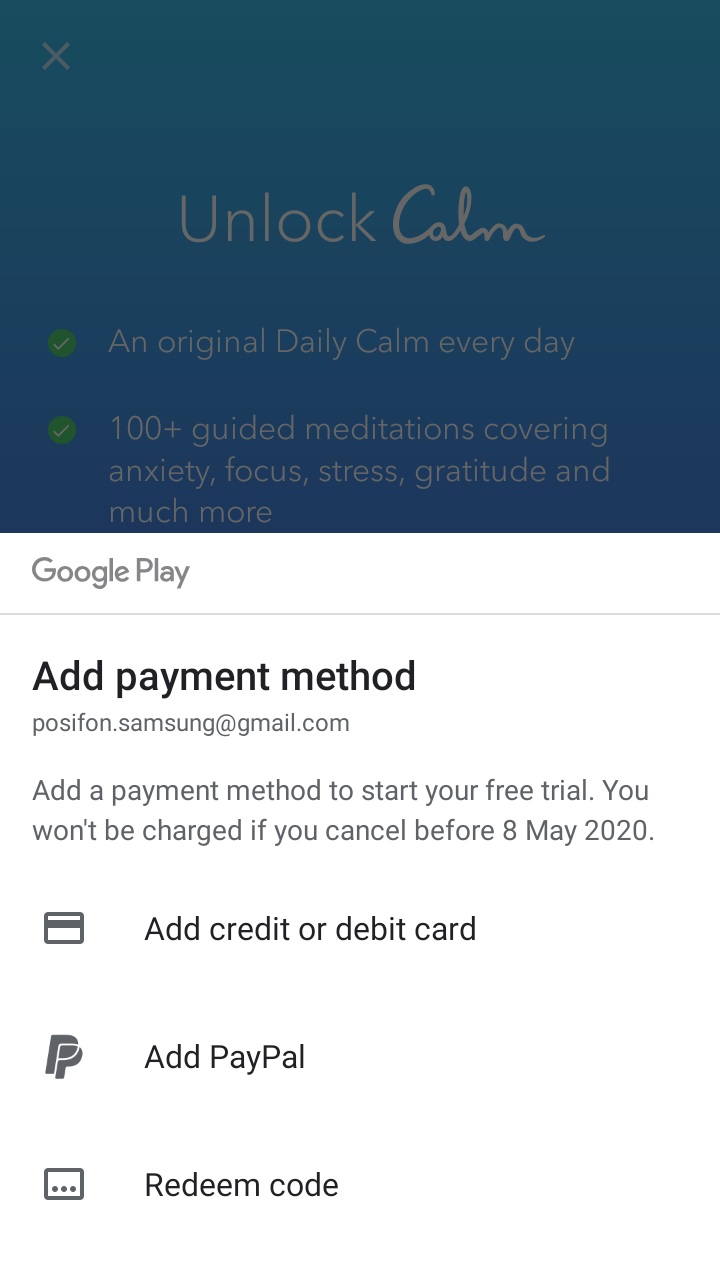 Unlock Calm
An original Daily Calm every day
100+ guided meditations covering
anxiety, focus, stress, gratitude and
much more
Google Play
Add payment method
posifon.samsung@gmail.com
Add a payment method to start your free trial. You
won't be charged if you cancel before 8 May 2020.
Add credit or debit card
Add PayPal
Redeem code